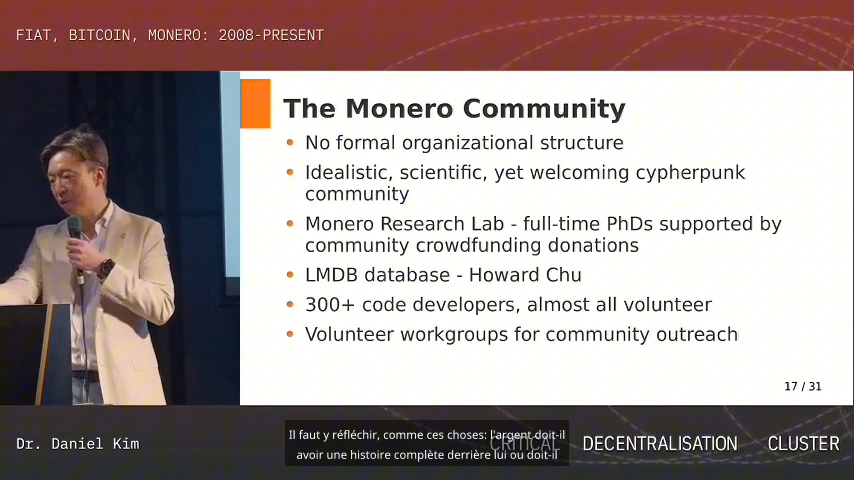 FIAT, BITCOIN, MONERO: 2008-PRESENT
The Monero Community
• No formal organizational structure
• Idealistic, scientific, yet welcoming cypherpunk
community
• Monero Research Lab - full-time PhDs supported by
community crowdfunding donations
• LMDB database - Howard Chu
• 300+ code developers, almost all volunteer
• Volunteer workgroups for community outreach
17 / 31
Dr. Daniel Kim
CRITICAL DECENTRALISATION CLUSTER
Il faut y réfléchir, comme ces choses: l'argent doit-il
avoir une histoire complète derrière lui ou doit-il